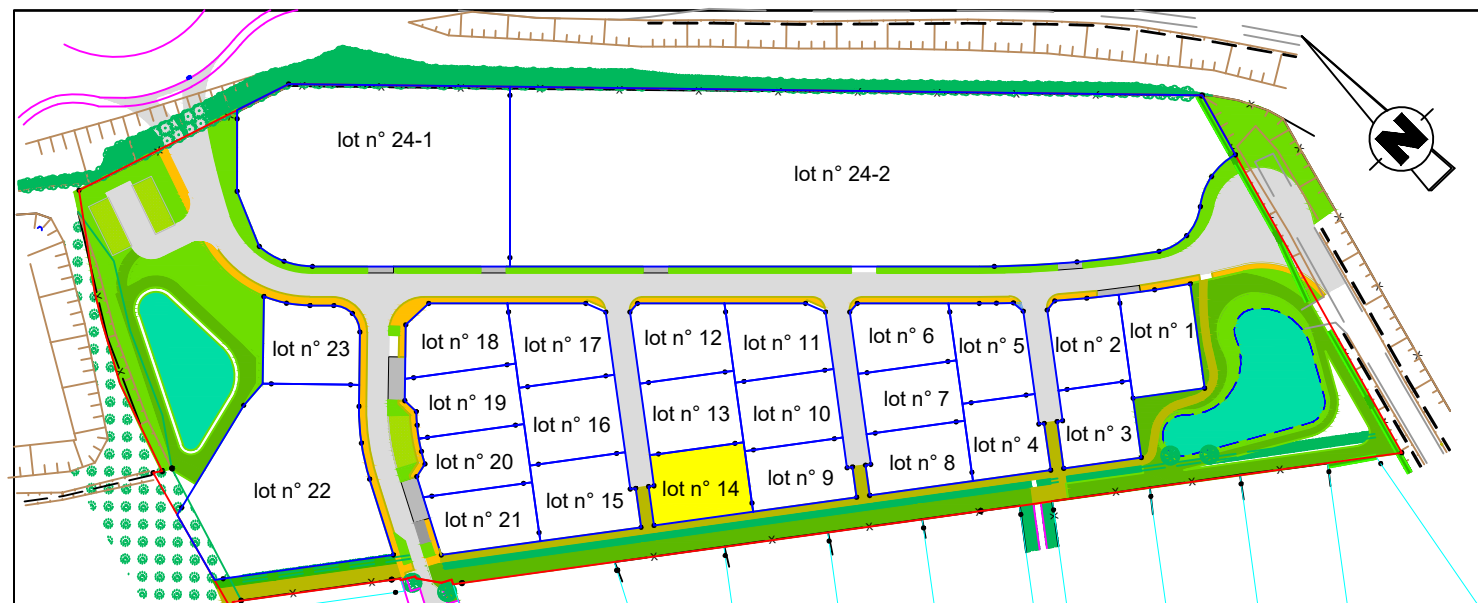 lot n° 24-1
lot n° 24-2
N
lot n° 23
lot n° 18
lot n° 17
lot n° 12
lot n° 11
lot n° 6
lot n° 5
lot n° 2
lot n° 1
lot n° 19
lot n° 16
lot n° 13
lot n° 10
lot n° 7
lot n° 4
lot n° 3
lot n° 22
lot n° 20
lot n° 21
lot n° 15
lot n° 14
lot n° 9
lot n° 8